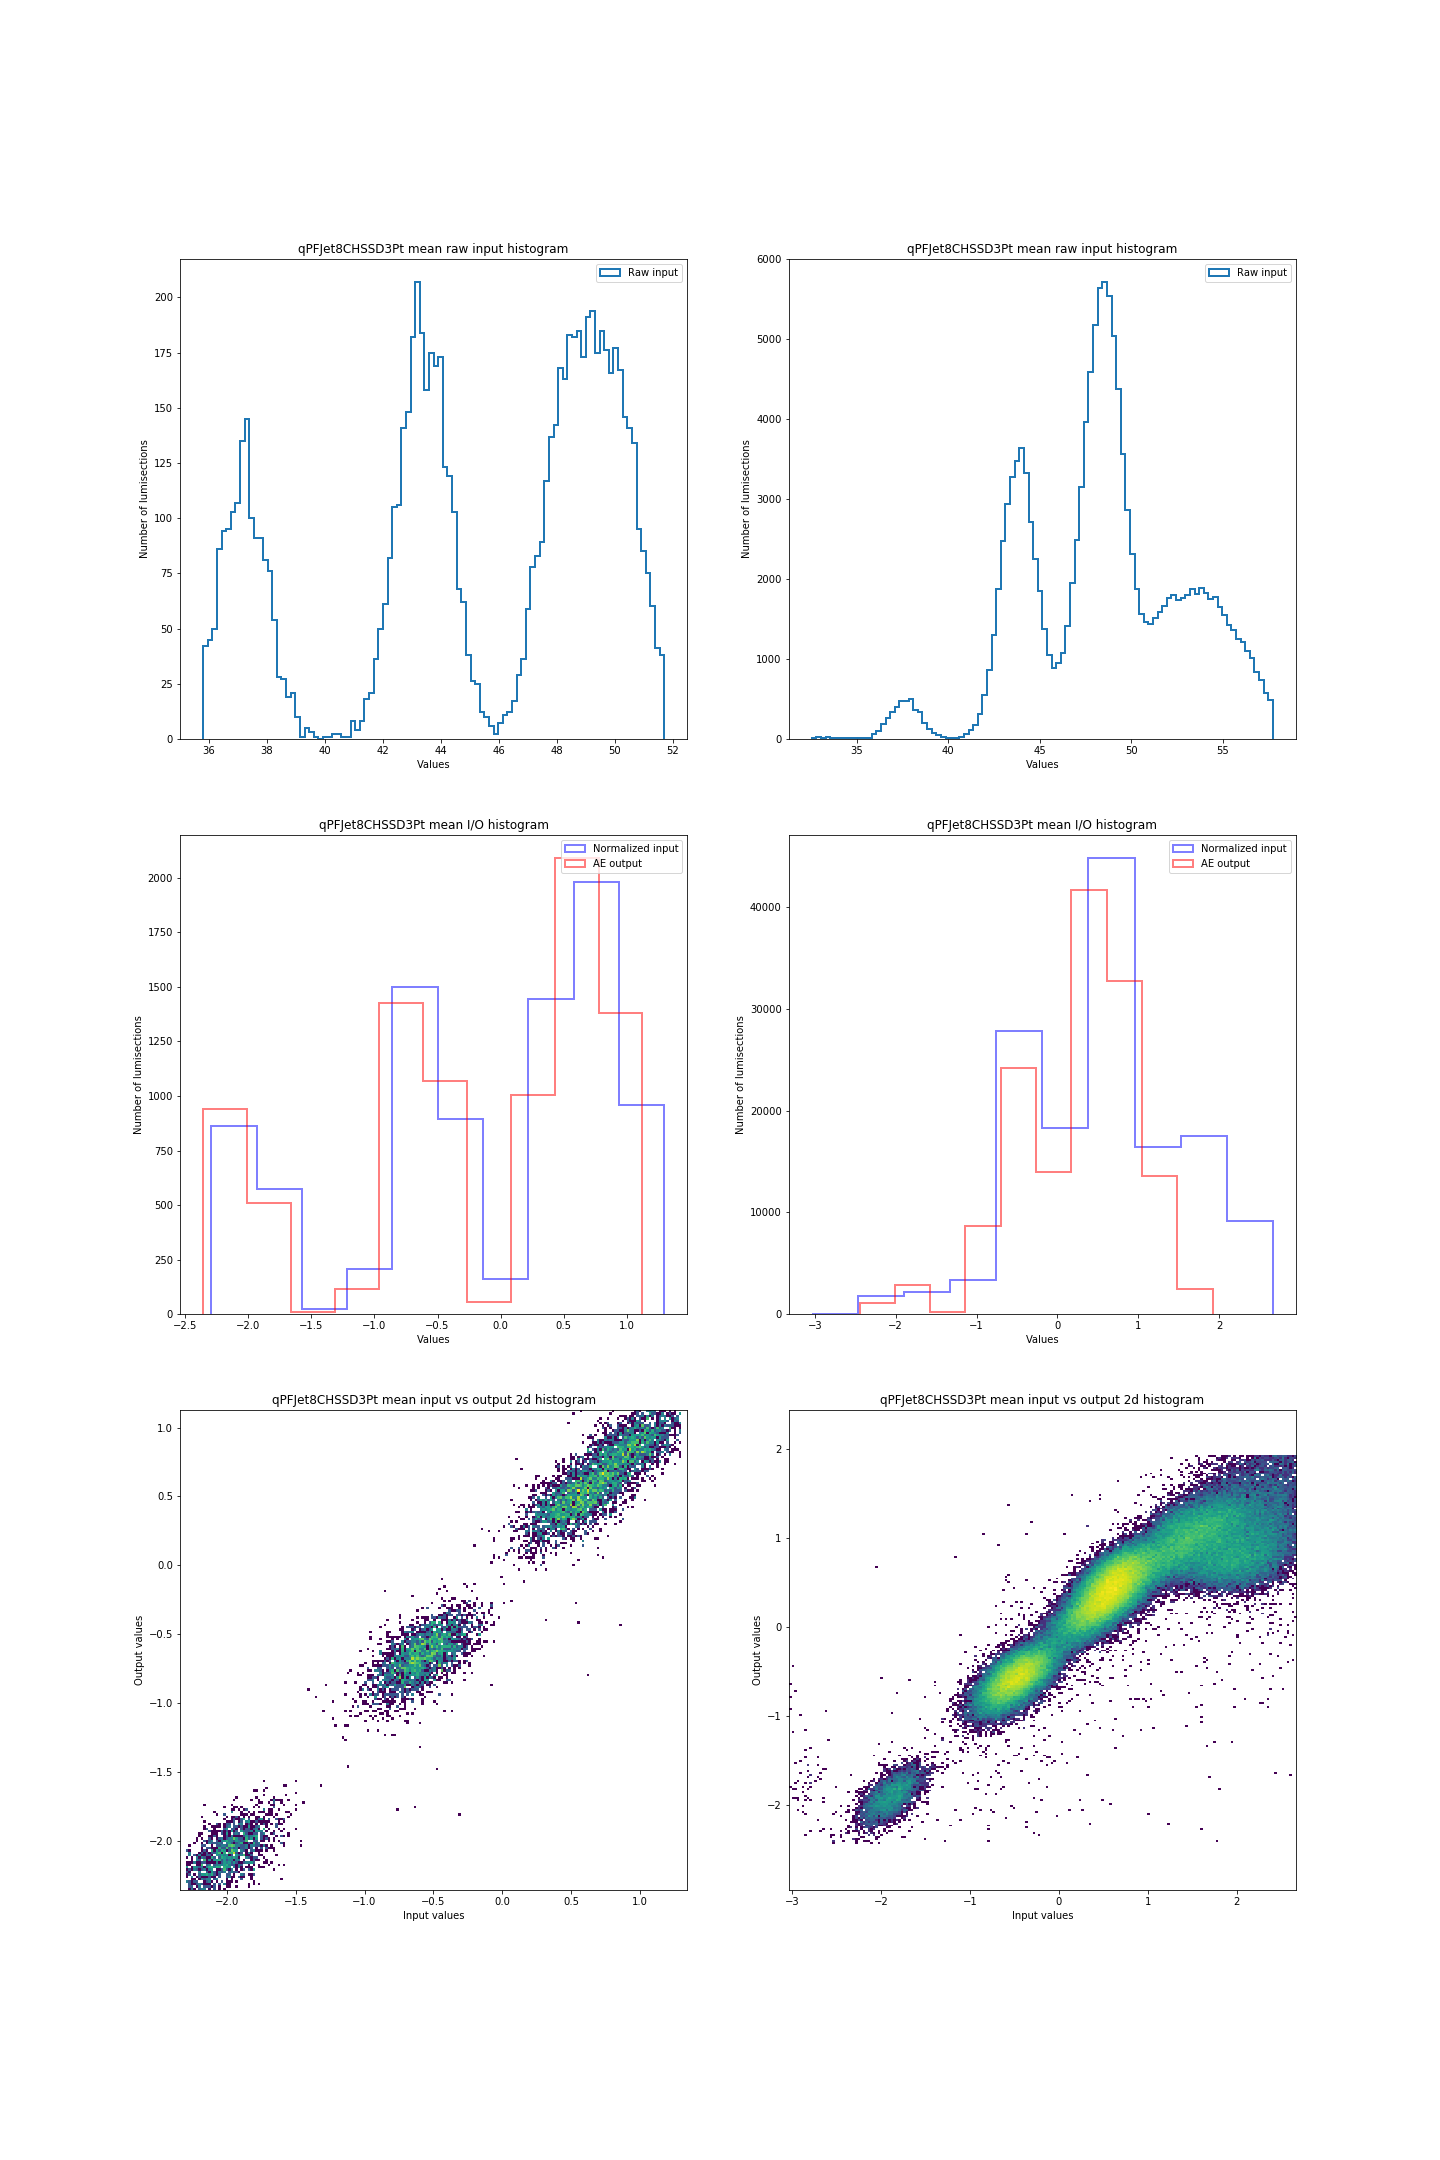 qPFJet8CHSSD3Pt mean raw input histogram
Raw input
200
175
150
125
100
75
50
25
0
Number of lumisections
36 38 40 42 44 46 48 50 52
Values
qPFJet8CHSSD3Pt mean raw input histogram
Raw input
6000
5000
4000
3000
2000
1000
0
Number of lumisections
35 40 45 50 55
Values
qPFJet8CHSSD3Pt mean I/O histogram
Normalized input
AE output
2000
1750
1500
1250
1000
750
500
250
0
Number of lumisections
−2.5 −2.0 −1.5 −1.0 −0.5 0.0 0.5 1.0
Values
qPFJet8CHSSD3Pt mean I/O histogram
Normalized input
AE output
40000
30000
20000
10000
0
Number of lumisections
−3 −2 −1 0 1 2
Values
qPFJet8CHSSD3Pt mean input vs output 2d histogram
1.0
0.5
0.0
−0.5
−1.0
−1.5
−2.0
Output values
−2.0 −1.5 −1.0 −0.5 0.0 0.5 1.0
Input values
qPFJet8CHSSD3Pt mean input vs output 2d histogram
2
1
0
−1
−2
Output values
−3 −2 −1 0 1 2
Input values